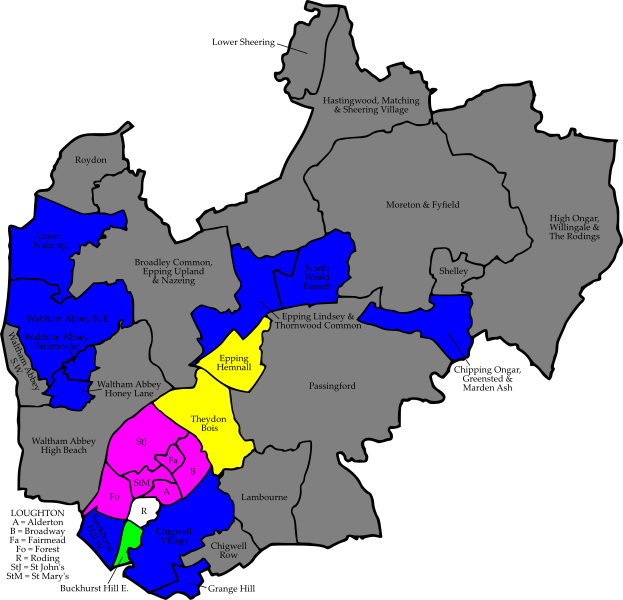 Lower Sheering
Hastingwood, Matching
& Sheering Village
Roydon
Moreton & Fyfield
High Ongar,
Willingale &
The Rodings
Lower
Nazeing
Broadley Common,
Epping Upland
& Nazeing
North
Weald
Bassett
Shelley
Waltham Abbey N.E.
Epping Lindsey &
Thornwood Common
Waltham Abbey
Paternoster
Waltham Abbey
S.W.
Epping
Hemnall
Chipping Ongar,
Greensted &
Marden Ash
Waltham Abbey
Honey Lane
Passingford
Theydon
Bois
Waltham Abbey
High Beach
StJ
Fa
B
StM
A
Fo
R
Lambourne
LOUGHTON
A = Alderton
B = Broadway
Fa = Fairmead
Fo = Forest
R = Roding
StJ = St John's
StM = St Mary's
Buckhurst
Hill W.
Chigwell
Village
Chigwell
Row
Buckhurst Hill E.
Grange Hill